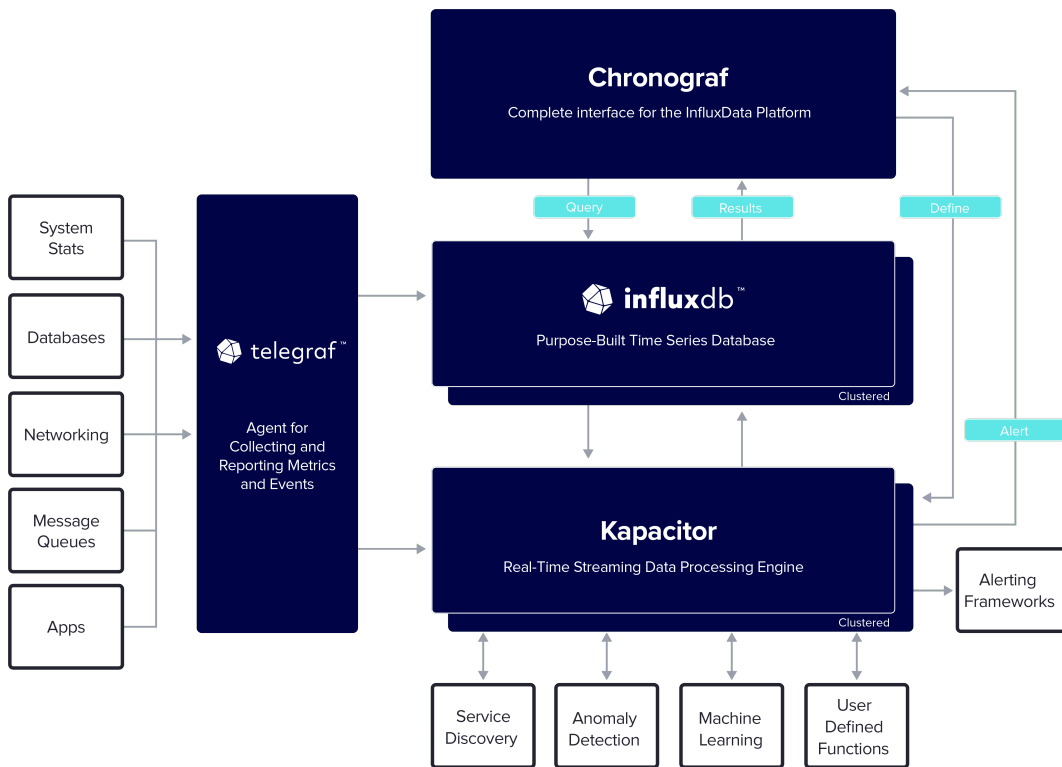 Chronograf
Complete interface for the InfluxData Platform
Query
Results
Define
System
Stats
Databases
Networking
Message
Queues
Apps
telegraf™
Agent for
Collecting and
Reporting Metrics
and Events
influxdb™
Purpose-Built Time Series Database
Clustered
Alert
Kapacitor
Real-Time Streaming Data Processing Engine
Clustered
Alerting
Frameworks
Service
Discovery
Anomaly
Detection
Machine
Learning
User
Defined
Functions